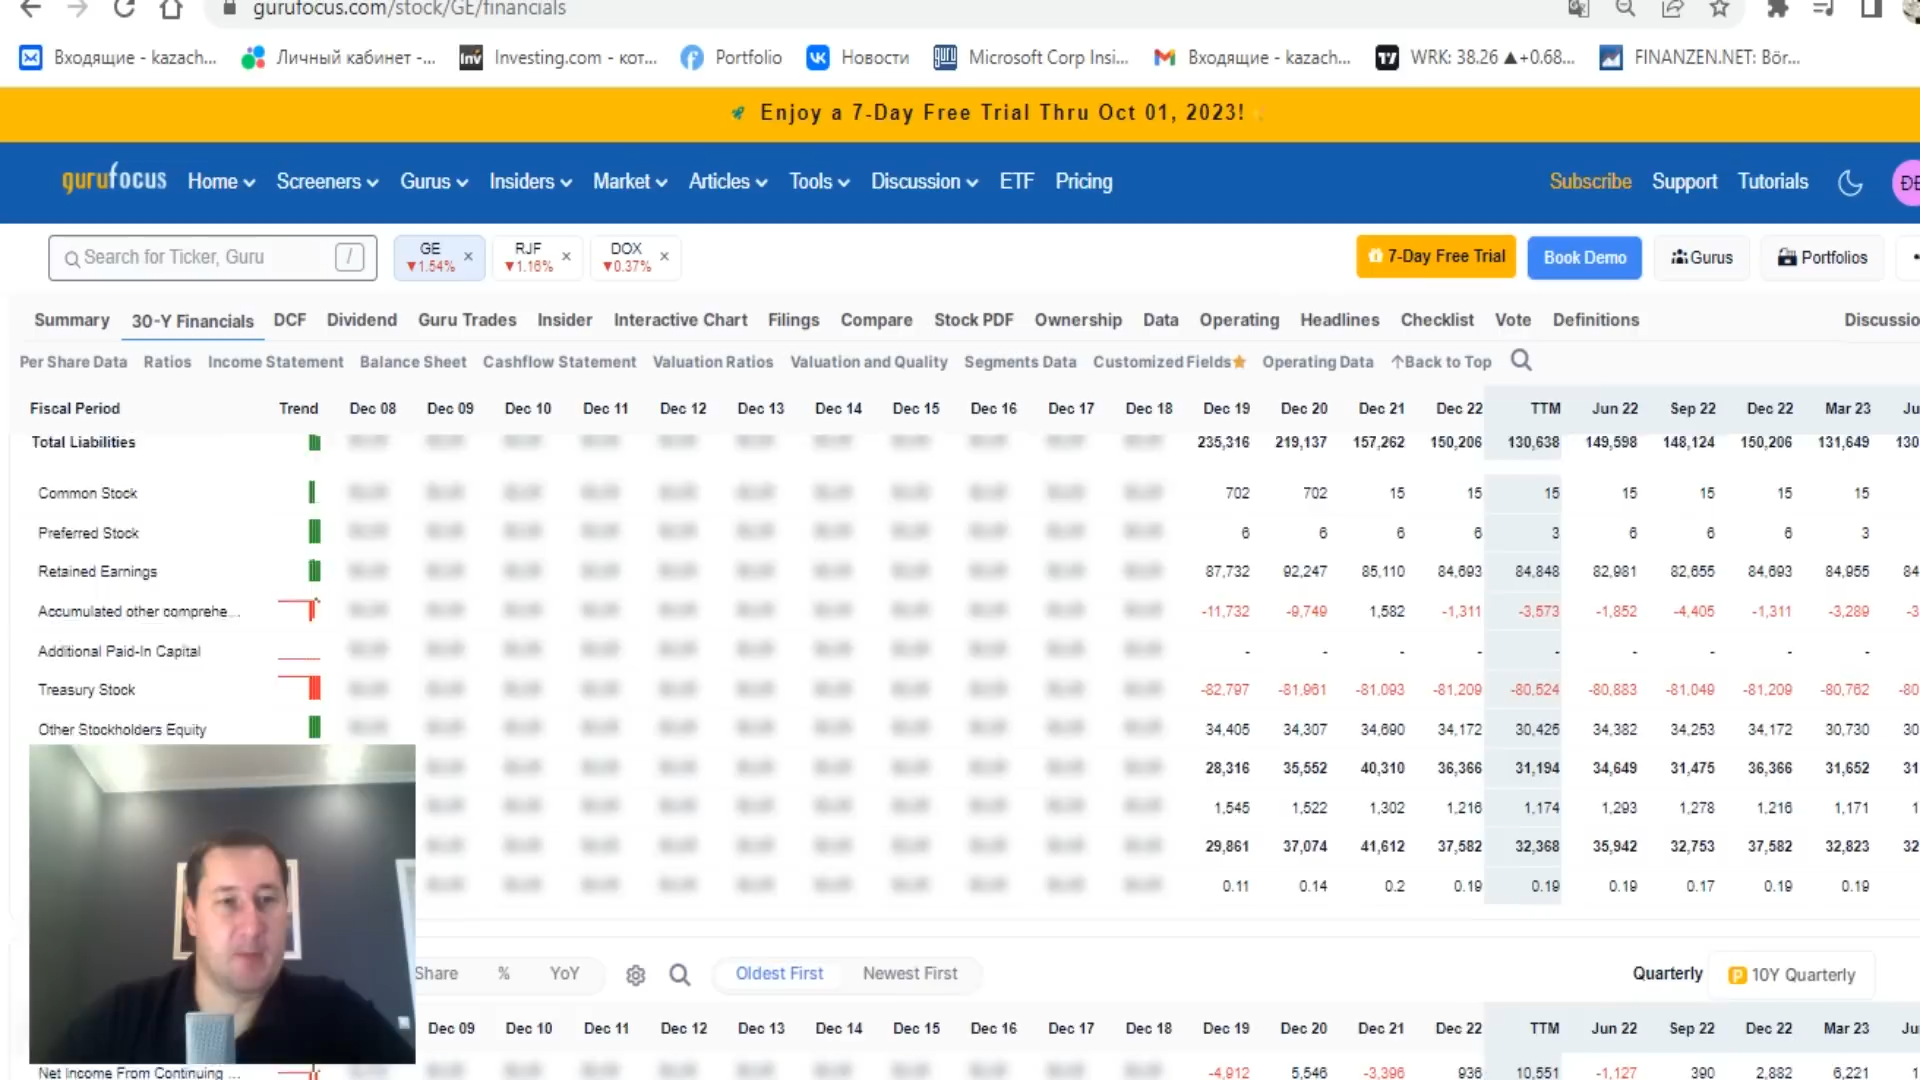 gurufocus.com/stock/GE/financials
Входящие - kazach... Личный кабинет -... Investing.com - кот... Portfolio Новости Microsoft Corp Insi... Входящие - kazach... WRK: 38.26 ▲+0.68... FINANZEN.NET: Bör...
Enjoy a 7-Day Free Trial Thru Oct 01, 2023!
gurufocus Home Screeners Gurus Insiders Market Articles Tools Discussion ETF Pricing Subscribe Support Tutorials
Search for Ticker, Guru / GE ▼1.54% × RJF ▼1.16% × DOX ▼0.37% × 7-Day Free Trial Book Demo Gurus Portfolios
Summary 30-Y Financials DCF Dividend Guru Trades Insider Interactive Chart Filings Compare Stock PDF Ownership Data Operating Headlines Checklist Vote Definitions Discussio
Per Share Data Ratios Income Statement Balance Sheet Cashflow Statement Valuation Ratios Valuation and Quality Segments Data Customized Fields Operating Data ↑Back to Top
Fiscal Period Trend Dec 08 Dec 09 Dec 10 Dec 11 Dec 12 Dec 13 Dec 14 Dec 15 Dec 16 Dec 17 Dec 18 Dec 19 Dec 20 Dec 21 Dec 22 TTM Jun 22 Sep 22 Dec 22 Mar 23 Ju
Total Liabilities 235,316 219,137 157,262 150,206 130,638 149,598 148,124 150,206 131,649 130
Common Stock 702 702 15 15 15 15 15 15 15
Preferred Stock 6 6 6 6 3 6 6 6 3
Retained Earnings 87,732 92,247 85,110 84,693 84,848 82,981 82,655 84,693 84,955 84
Accumulated other comprehe... -11,732 -9,749 1,582 -1,311 -3,573 -1,852 -4,405 -1,311 -3,289 -3
Additional Paid-In Capital - - - - - - - - -
Treasury Stock -82,797 -81,961 -81,093 -81,209 -80,524 -80,883 -81,049 -81,209 -80,762 -80
Other Stockholders Equity 34,405 34,307 34,690 34,172 30,425 34,382 34,253 34,172 30,730 30
28,316 35,552 40,310 36,366 31,194 34,649 31,475 36,366 31,652 31
1,545 1,522 1,302 1,216 1,174 1,293 1,278 1,216 1,171 1
29,861 37,074 41,612 37,582 32,368 35,942 32,753 37,582 32,823 32
0.11 0.14 0.2 0.19 0.19 0.19 0.17 0.19 0.19
Share % YoY Oldest First Newest First Quarterly 10Y Quarterly
Dec 09 Dec 10 Dec 11 Dec 12 Dec 13 Dec 14 Dec 15 Dec 16 Dec 17 Dec 18 Dec 19 Dec 20 Dec 21 Dec 22 TTM Jun 22 Sep 22 Dec 22 Mar 23 Ju
Net Income From Continuing ... -4,912 5,546 -3,396 936 10,551 -1,127 390 2,882 6,221 1